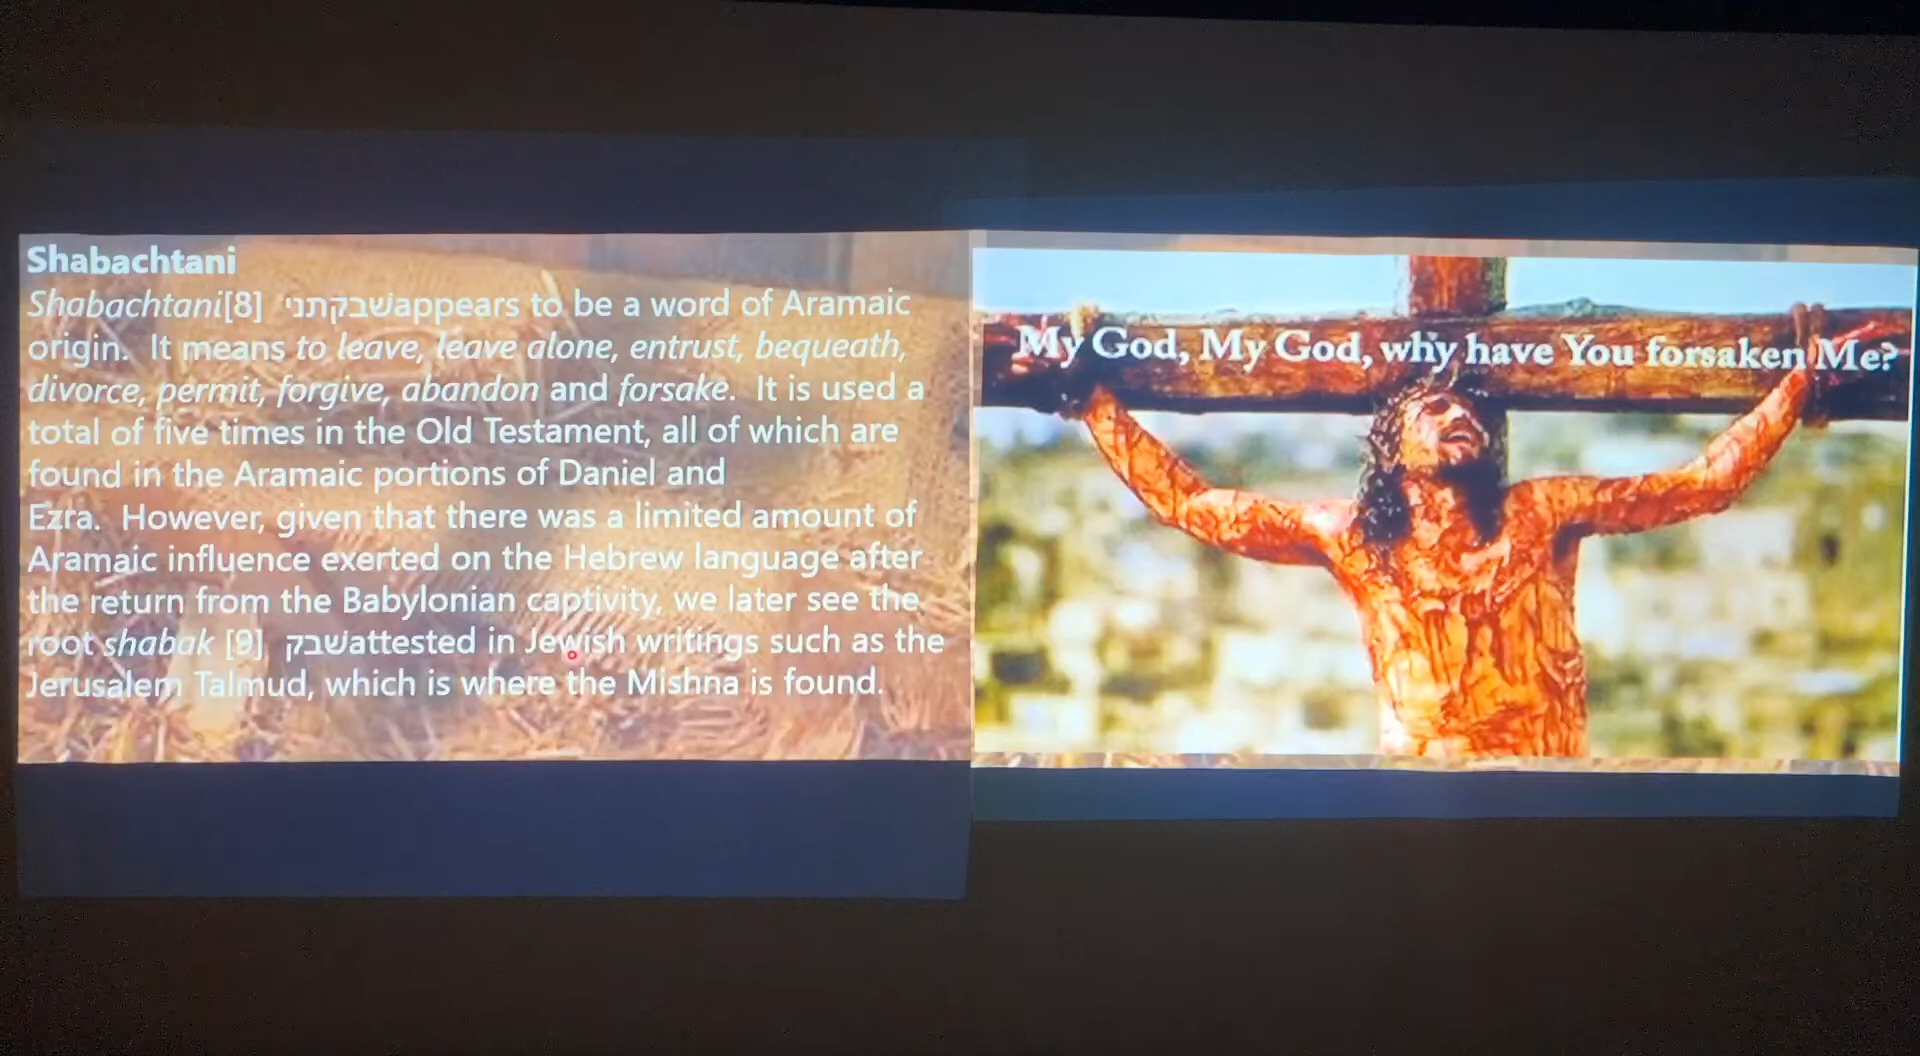 Shabachtani
Shabachtani[8] שבקתניappears to be a word of Aramaic
origin. It means to leave, leave alone, entrust, bequeath,
divorce, permit, forgive, abandon and forsake. It is used a
total of five times in the Old Testament, all of which are
found in the Aramaic portions of Daniel and
Ezra. However, given that there was a limited amount of
Aramaic influence exerted on the Hebrew language after
the return from the Babylonian captivity, we later see the
root shabak [9] שבקattested in Jewish writings such as the
Jerusalem Talmud, which is where the Mishna is found.
My God, My God, why have You forsaken Me?